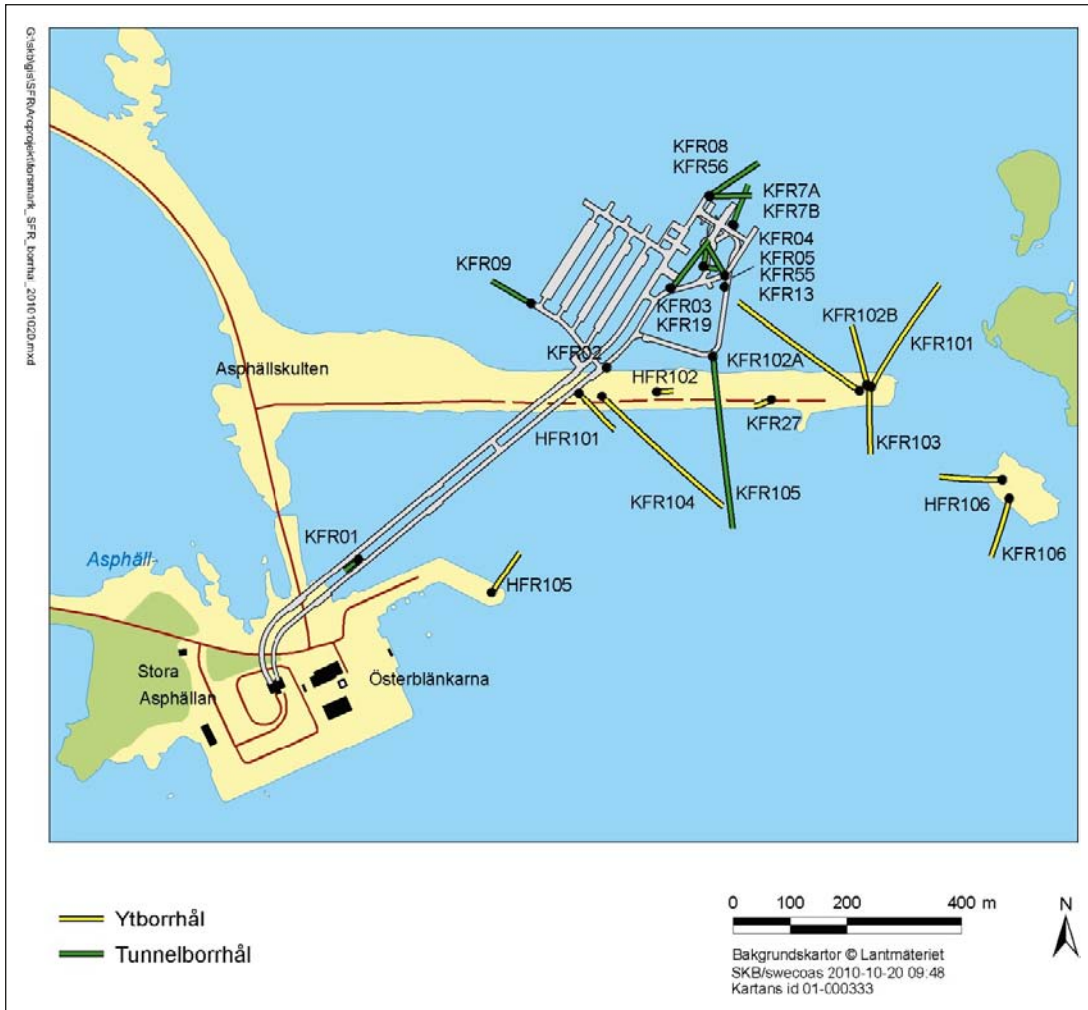 G:\skb\gis\SFR\Arcprojekt\forsmark_SFR_borrhal_20101020.mxd
KFR08
KFR56
KFR7A
KFR7B
KFR04
KFR05
KFR55
KFR13
KFR09
KFR03
KFR19
KFR102B
KFR101
KFR02
KFR102A
Asphällskulten
HFR102
KFR27
HFR101
KFR103
KFR104
KFR105
HFR106
KFR106
KFR01
Asphäll-
HFR105
Stora
Asphällan
Österblänkarna
Ytborrhål
Tunnelborrhål
0 100 200 400 m
N
Bakgrundskartor © Lantmäteriet
SKB/swecoas 2010-10-20 09:48
Kartans id 01-000333